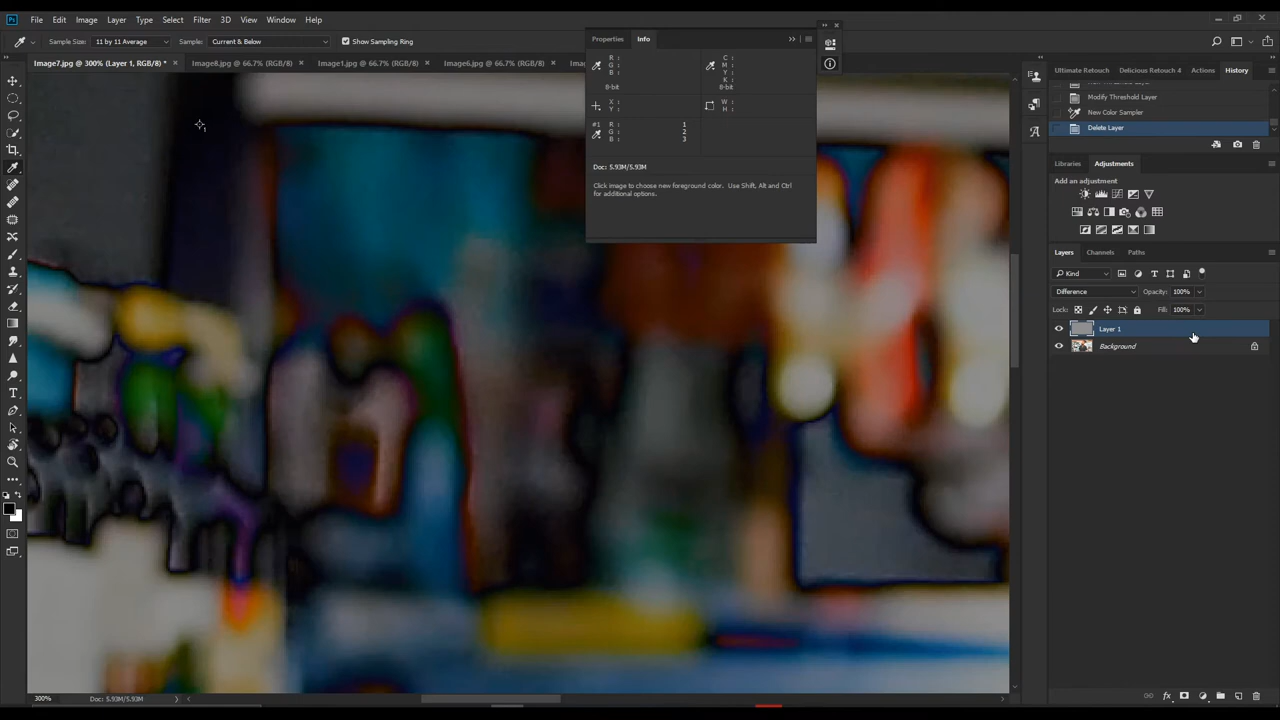 Ps File Edit Image Layer Type Select Filter 3D View Window Help
Sample Size: 11 by 11 Average Sample: Current & Below Show Sampling Ring
Image7.jpg @ 300% (Layer 1, RGB/8) * × Image8.jpg @ 66.7% (RGB/8) × Image1.jpg @ 66.7% (RGB/8) × Image6.jpg @ 66.7% (RGB/8) ×
Properties Info
R: C:
G: M:
B: Y:
K:
8-bit 8-bit
X: W:
Y: H:
#1 R: 1
G: 2
B: 3
Doc: 5.93M/5.93M
Click image to choose new foreground color. Use Shift, Alt and Ctrl
for additional options.
1
Ultimate Retouch Delicious Retouch 4 Actions History
Modify Threshold Layer
New Color Sampler
Delete Layer
Libraries Adjustments
Add an adjustment
Layers Channels Paths
Kind
Difference Opacity: 100%
Lock: Fill: 100%
Layer 1
Background
300% Doc: 5.93M/5.93M